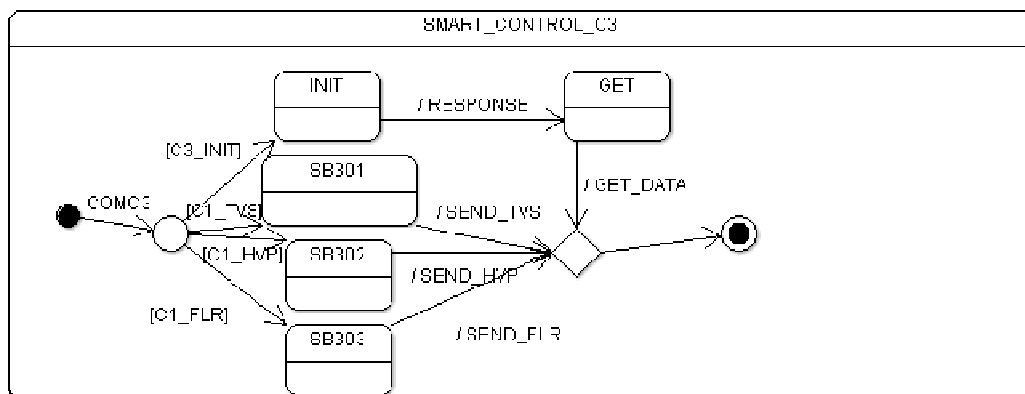 SMART_CONTROL_C3
INIT
GET
/ RESPONSE
[C3_INIT]
SB301
/ GET_DATA
COMC3
[C1_TVS]
/ SEND_TVS
[C1_HVP]
SB302
/ SEND_HVP
[C1_FLR]
SB303
/ SEND_FLR